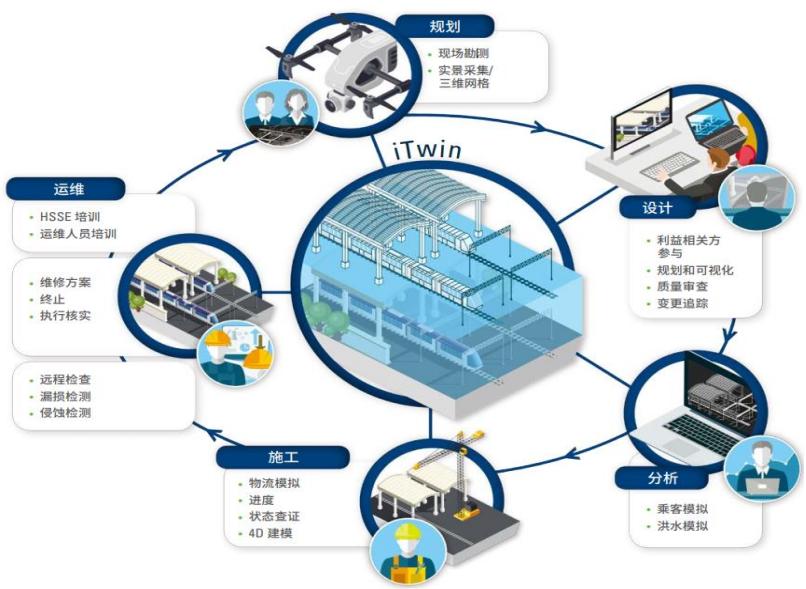 规划
现场勘测
实景采集/
三维网格
iTwin
设计
利益相关方
参与
规划和可视化
质量审查
变更追踪
分析
乘客模拟
洪水模拟
施工
物流模拟
进度
状态查证
4D 建模
运维
HSSE 培训
运维人员培训
维修方案
终止
执行核实
远程检查
漏损检测
侵蚀检测